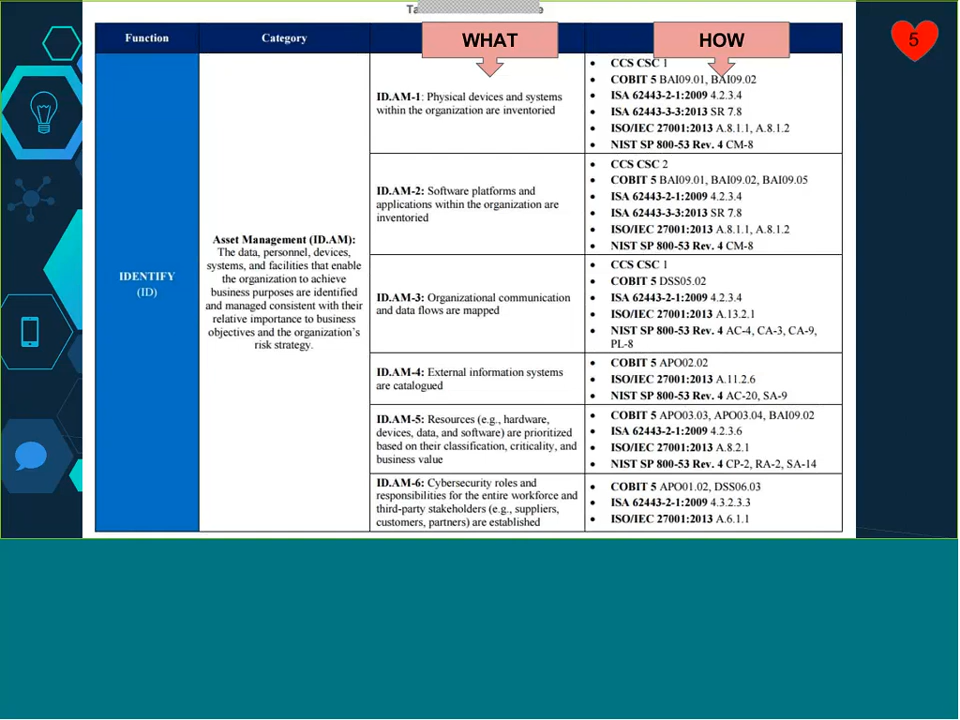 Ta
e
Function
Category
WHAT
HOW
5
IDENTIFY
(ID)
Asset Management (ID.AM):
The data, personnel, devices,
systems, and facilities that enable
the organization to achieve
business purposes are identified
and managed consistent with their
relative importance to business
objectives and the organization's
risk strategy.
ID.AM-1: Physical devices and systems
within the organization are inventoried
• CCS CSC 1
• COBIT 5 BAI09.01, BAI09.02
• ISA 62443-2-1:2009 4.2.3.4
• ISA 62443-3-3:2013 SR 7.8
• ISO/IEC 27001:2013 A.8.1.1, A.8.1.2
• NIST SP 800-53 Rev. 4 CM-8
ID.AM-2: Software platforms and
applications within the organization are
inventoried
• CCS CSC 2
• COBIT 5 BAI09.01, BAI09.02, BAI09.05
• ISA 62443-2-1:2009 4.2.3.4
• ISA 62443-3-3:2013 SR 7.8
• ISO/IEC 27001:2013 A.8.1.1, A.8.1.2
• NIST SP 800-53 Rev. 4 CM-8
ID.AM-3: Organizational communication
and data flows are mapped
• CCS CSC 1
• COBIT 5 DSS05.02
• ISA 62443-2-1:2009 4.2.3.4
• ISO/IEC 27001:2013 A.13.2.1
• NIST SP 800-53 Rev. 4 AC-4, CA-3, CA-9,
PL-8
ID.AM-4: External information systems
are catalogued
• COBIT 5 APO02.02
• ISO/IEC 27001:2013 A.11.2.6
• NIST SP 800-53 Rev. 4 AC-20, SA-9
ID.AM-5: Resources (e.g., hardware,
devices, data, and software) are prioritized
based on their classification, criticality, and
business value
• COBIT 5 APO03.03, APO03.04, BAI09.02
• ISA 62443-2-1:2009 4.2.3.6
• ISO/IEC 27001:2013 A.8.2.1
• NIST SP 800-53 Rev. 4 CP-2, RA-2, SA-14
ID.AM-6: Cybersecurity roles and
responsibilities for the entire workforce and
third-party stakeholders (e.g., suppliers,
customers, partners) are established
• COBIT 5 APO01.02, DSS06.03
• ISA 62443-2-1:2009 4.3.2.3.3
• ISO/IEC 27001:2013 A.6.1.1